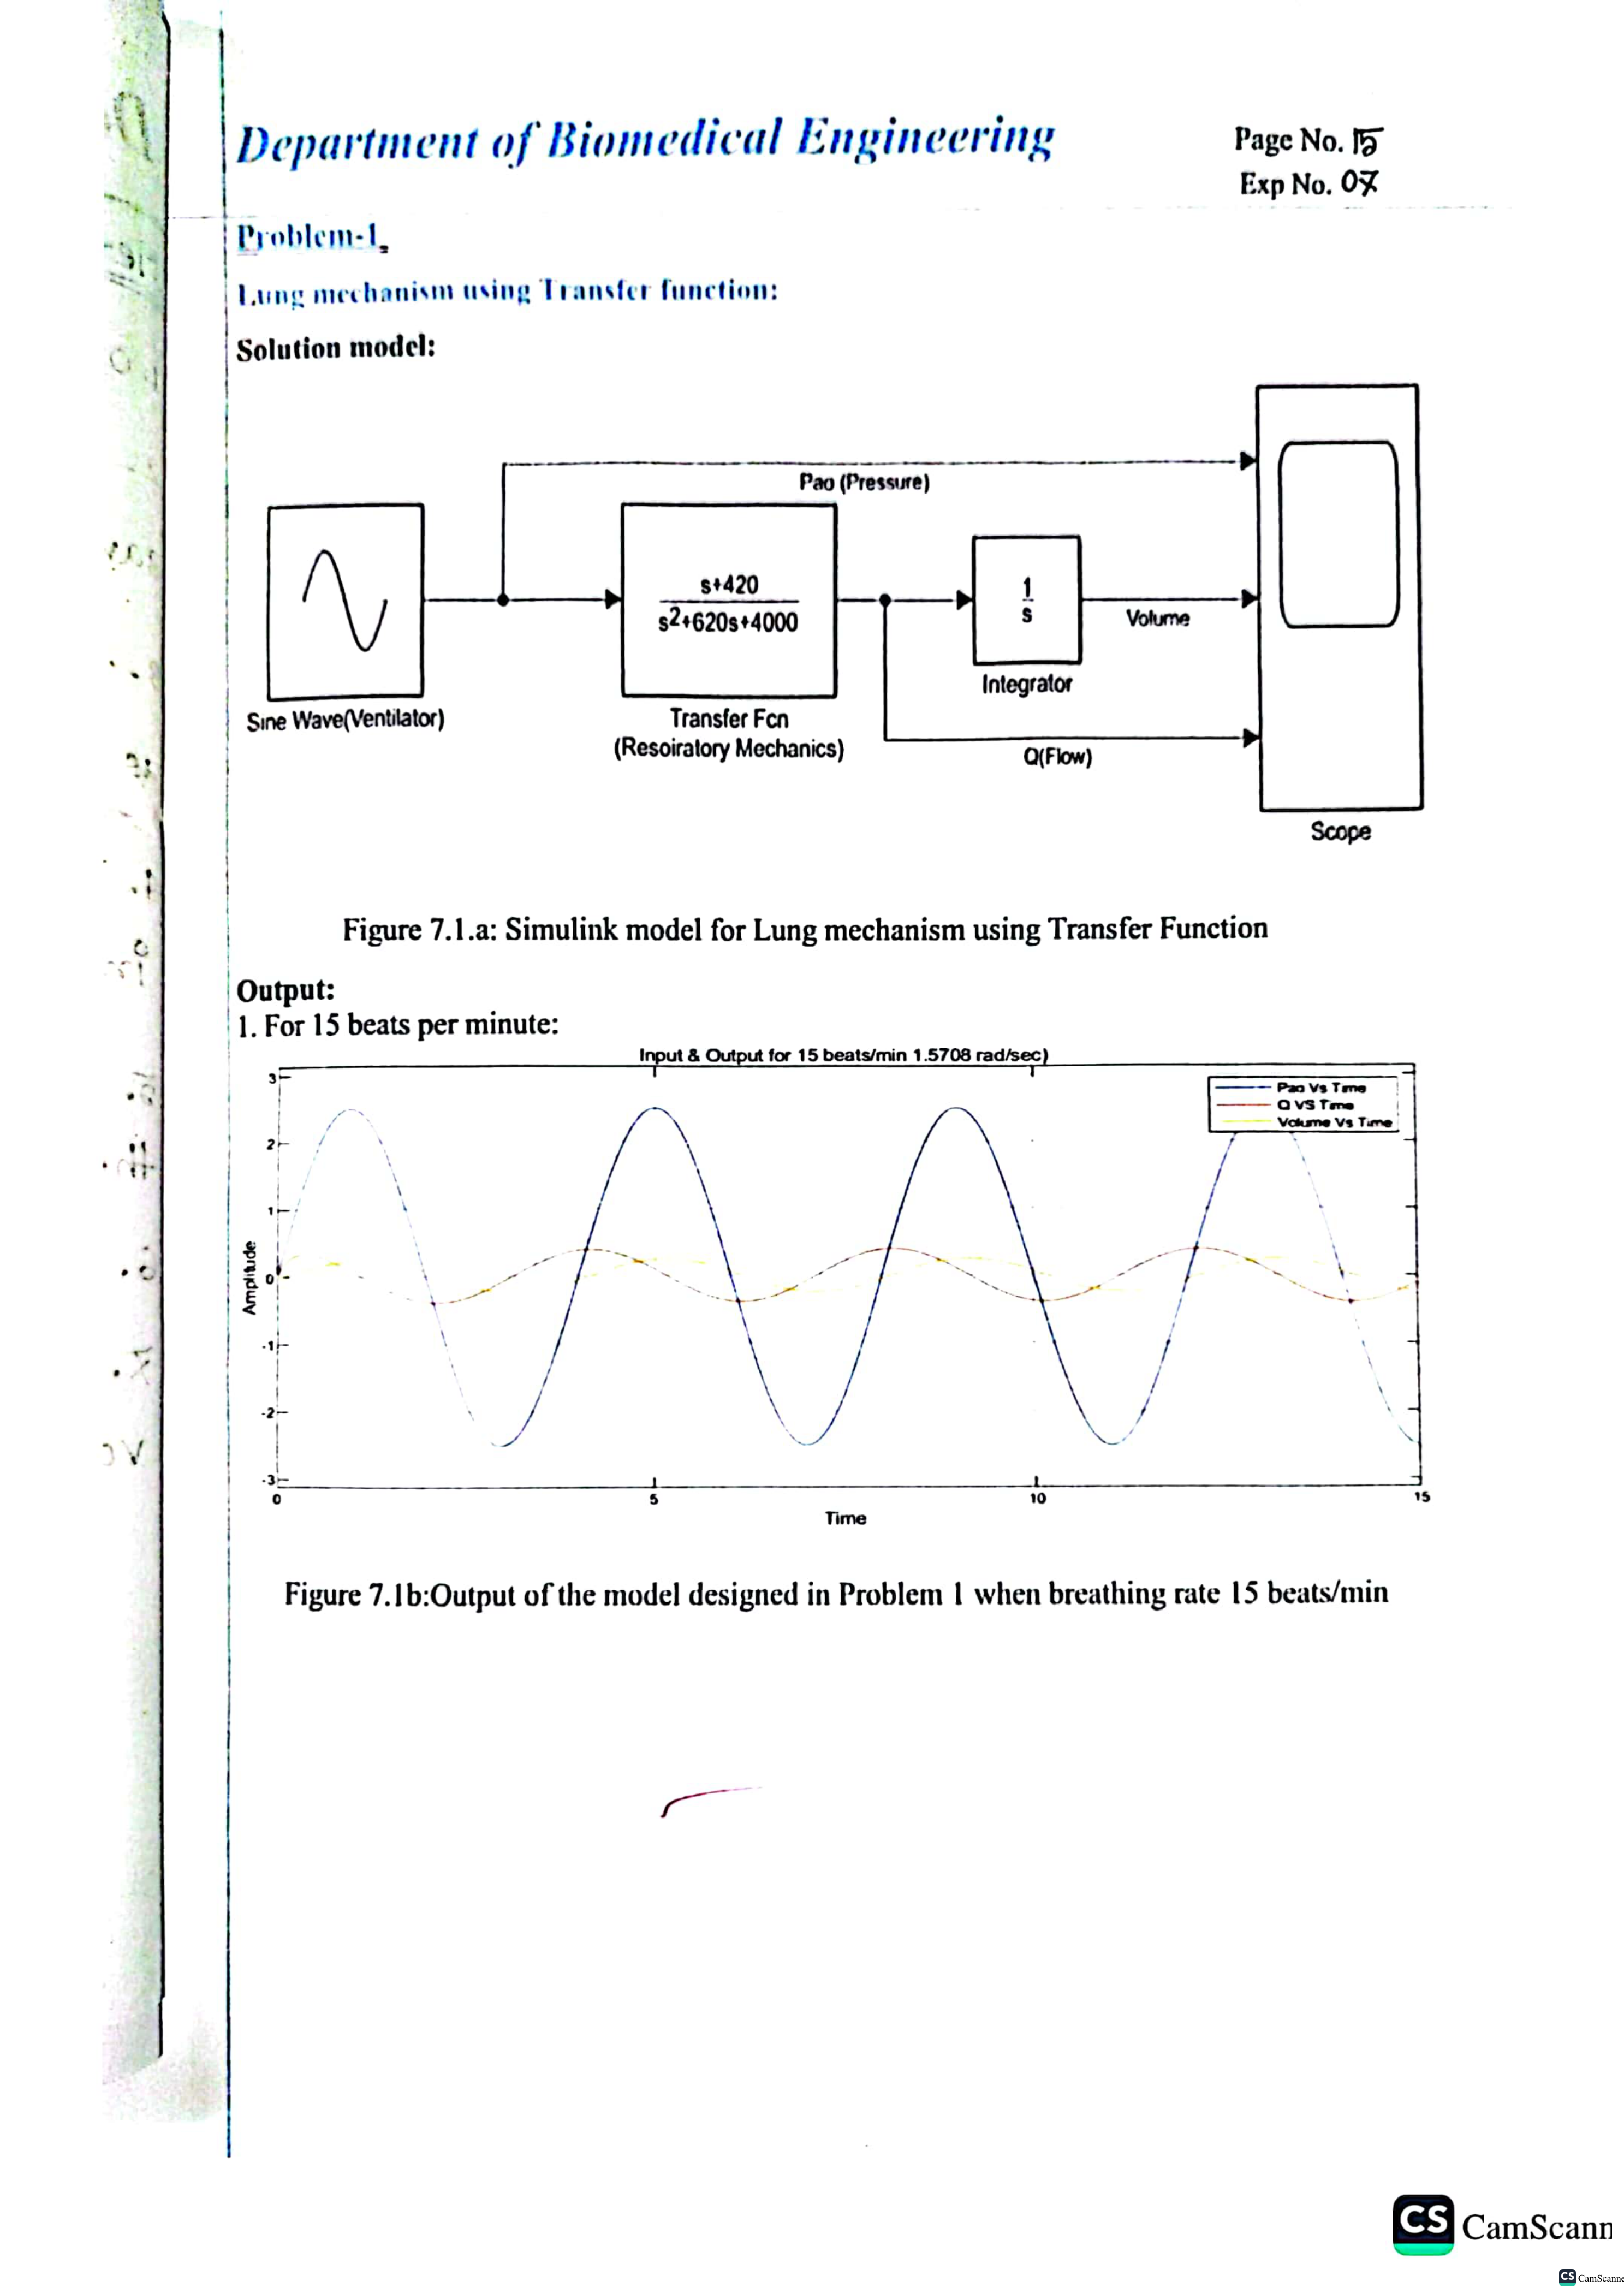 Department of Biomedical Engineering
Page No. 15
Exp No. 07
Problem-1.
Lung mechanism using Transfer function:
Solution model:
Pao (Pressure)
s+420
s2+620s+4000
1
s
Volume
Integrator
Sine Wave(Ventilator)
Transfer Fcn
(Resoiratory Mechanics)
Q(Flow)
Scope
Figure 7.1.a: Simulink model for Lung mechanism using Transfer Function
Output:
1. For 15 beats per minute:
Input & Output for 15 beats/min 1.5708 rad/sec)
Pao Vs Time
Q VS Time
Volume Vs Time
3
2
1
0
-1
-2
-3
Amplitude
0 5 10 15
Time
Figure 7.1b:Output of the model designed in Problem 1 when breathing rate 15 beats/min
CS CamScann
CS CamScanne